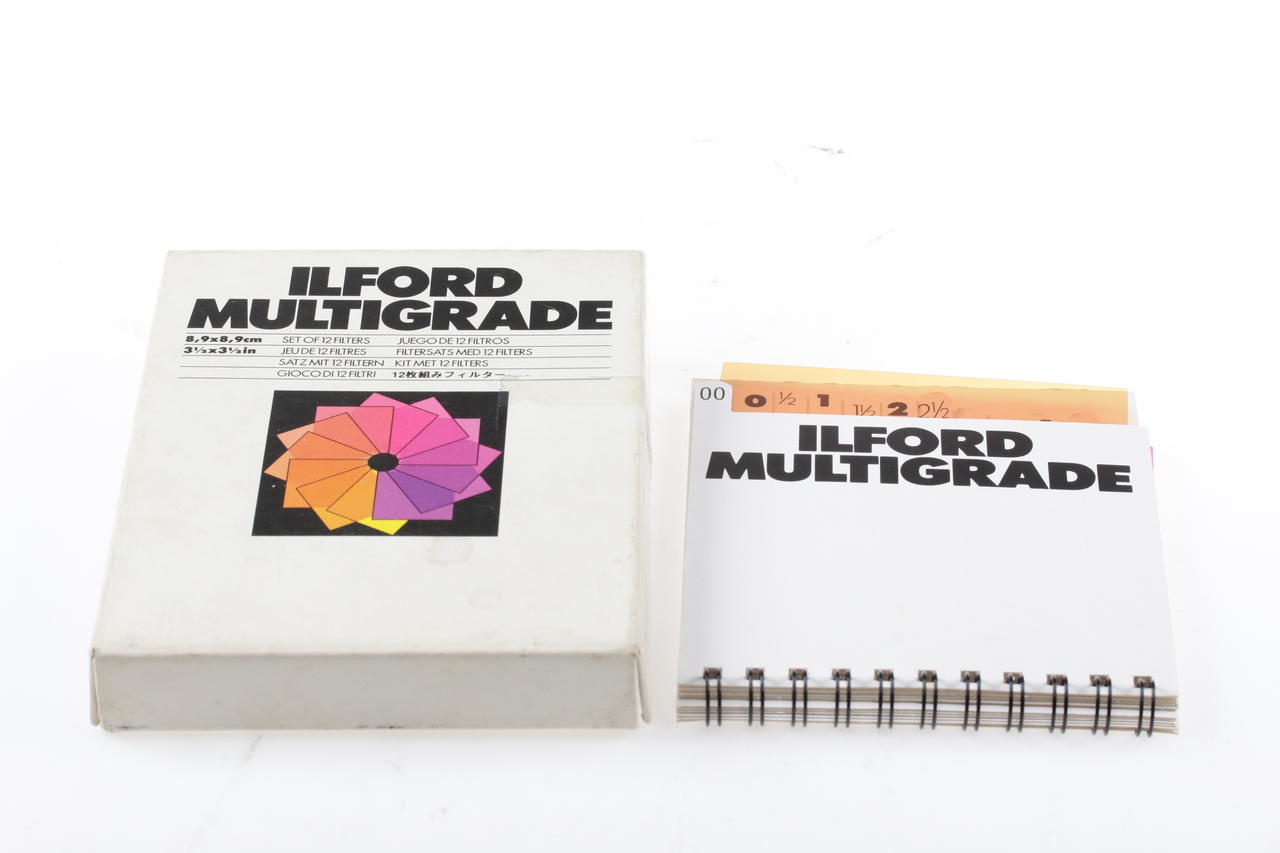 ILFORD
MULTIGRADE
8,9x8,9cm SET OF 12 FILTERS JUEGO DE 12 FILTROS
3½x3½in JEU DE 12 FILTRES FILTERSATS MED 12 FILTERS
SATZ MIT 12 FILTERN KIT MET 12 FILTERS
GIOCO DI 12 FILTRI 12枚組みフィルター
00 0 ½ 1 1½ 2 2½
ILFORD
MULTIGRADE